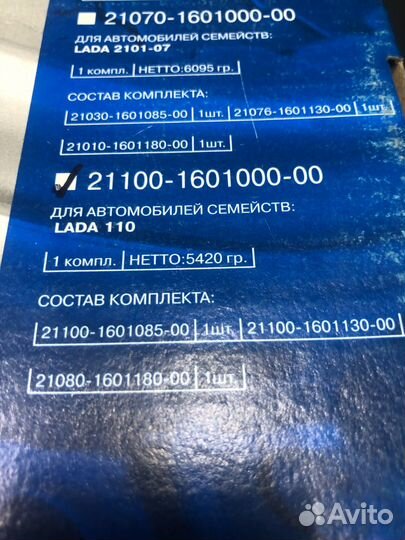 21070-1601000-00
ДЛЯ АВТОМОБИЛЕЙ СЕМЕЙСТВ:
LADA 2101-07
1 компл. НЕТТО:6095 гр.
СОСТАВ КОМПЛЕКТА:
21030-1601085-00 1шт. 21076-1601130-00 1шт.
21010-1601180-00 1шт.
21100-1601000-00
ДЛЯ АВТОМОБИЛЕЙ СЕМЕЙСТВ:
LADA 110
1 компл. НЕТТО:5420 гр.
СОСТАВ КОМПЛЕКТА:
21100-1601085-00 1шт. 21100-1601130-00
21080-1601180-00 1шт.
Avito